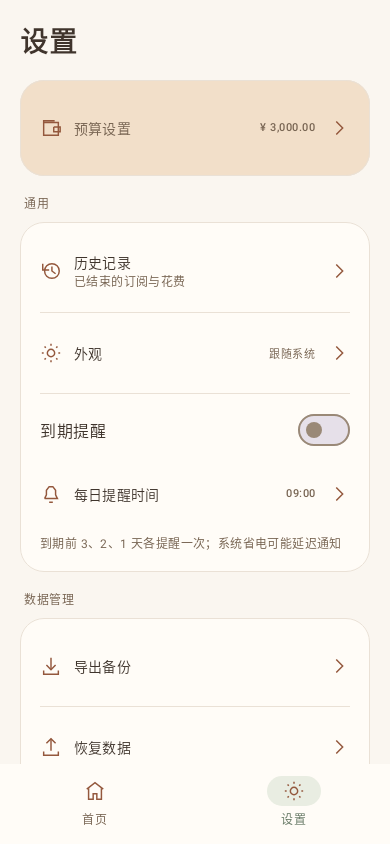 设置
预算设置 ¥ 3,000.00
通用
历史记录
已结束的订阅与花费
外观 跟随系统
到期提醒
每日提醒时间 09:00
到期前 3、2、1 天各提醒一次；系统省电可能延迟通知
数据管理
导出备份
恢复数据
首页 设置